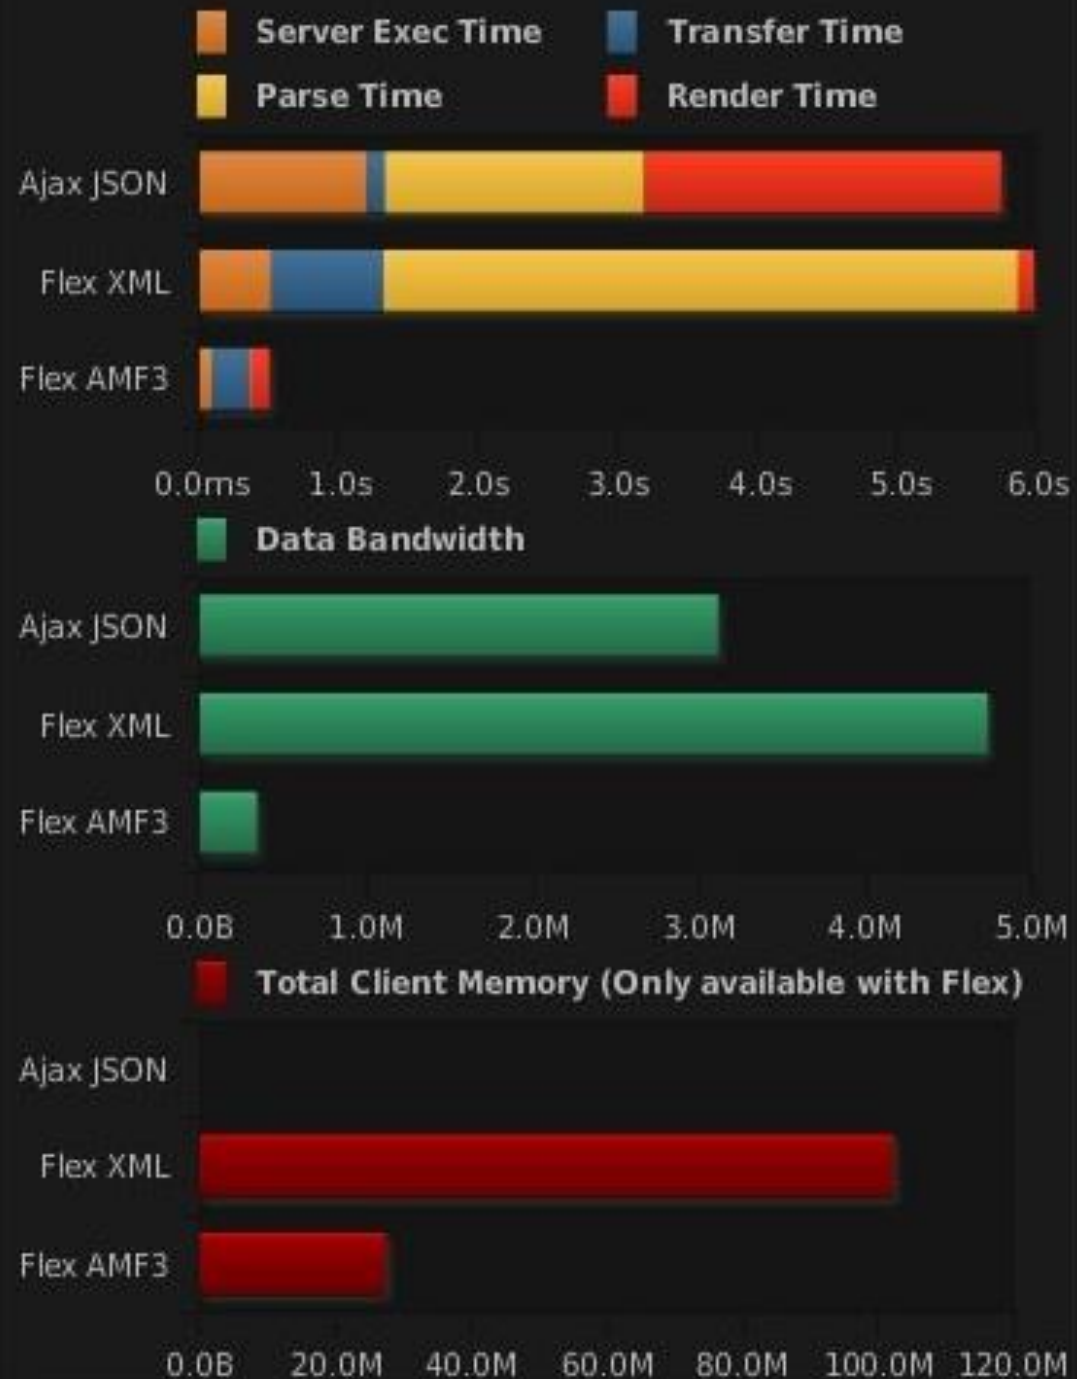 Server Exec Time Transfer Time
Parse Time Render Time
Ajax JSON
Flex XML
Flex AMF3
0.0ms 1.0s 2.0s 3.0s 4.0s 5.0s 6.0s
Data Bandwidth
Ajax JSON
Flex XML
Flex AMF3
0.0B 1.0M 2.0M 3.0M 4.0M 5.0M
Total Client Memory (Only available with Flex)
Ajax JSON
Flex XML
Flex AMF3
0.0B 20.0M 40.0M 60.0M 80.0M 100.0M 120.0M